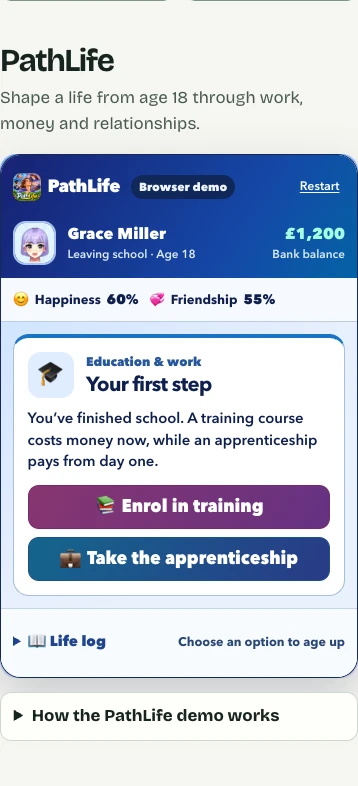 PathLife
Shape a life from age 18 through work,
money and relationships.
PathLife
Browser demo
Restart
Grace Miller
£1,200
Leaving school · Age 18
Bank balance
😊 Happiness 60% 💞 Friendship 55%
Education & work
Your first step
You’ve finished school. A training course
costs money now, while an apprenticeship
pays from day one.
📚 Enrol in training
💼 Take the apprenticeship
▶ 📖 Life log
Choose an option to age up
▶ How the PathLife demo works